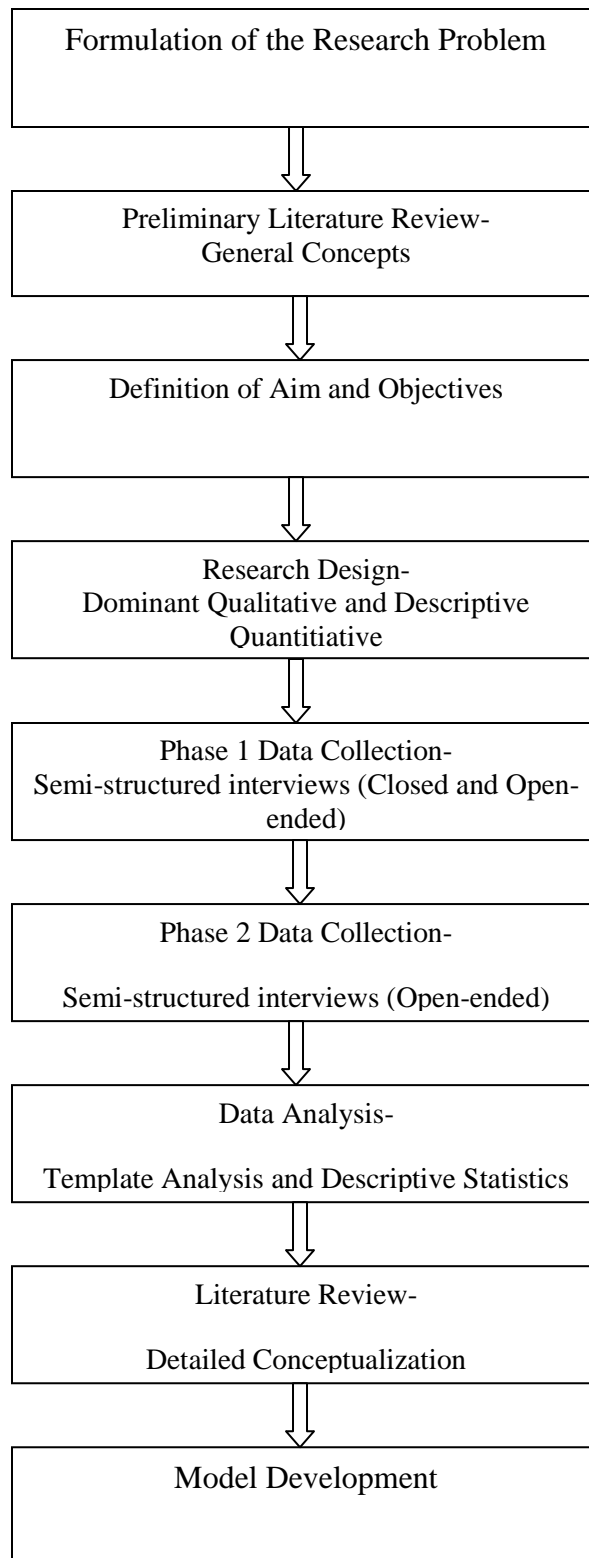 Formulation of the Research Problem
Preliminary Literature Review-
General Concepts
Definition of Aim and Objectives
Research Design-
Dominant Qualitative and Descriptive
Quantitiative
Phase 1 Data Collection-
Semi-structured interviews (Closed and Open-
ended)
Phase 2 Data Collection-
Semi-structured interviews (Open-ended)
Data Analysis-
Template Analysis and Descriptive Statistics
Literature Review-
Detailed Conceptualization
Model Development